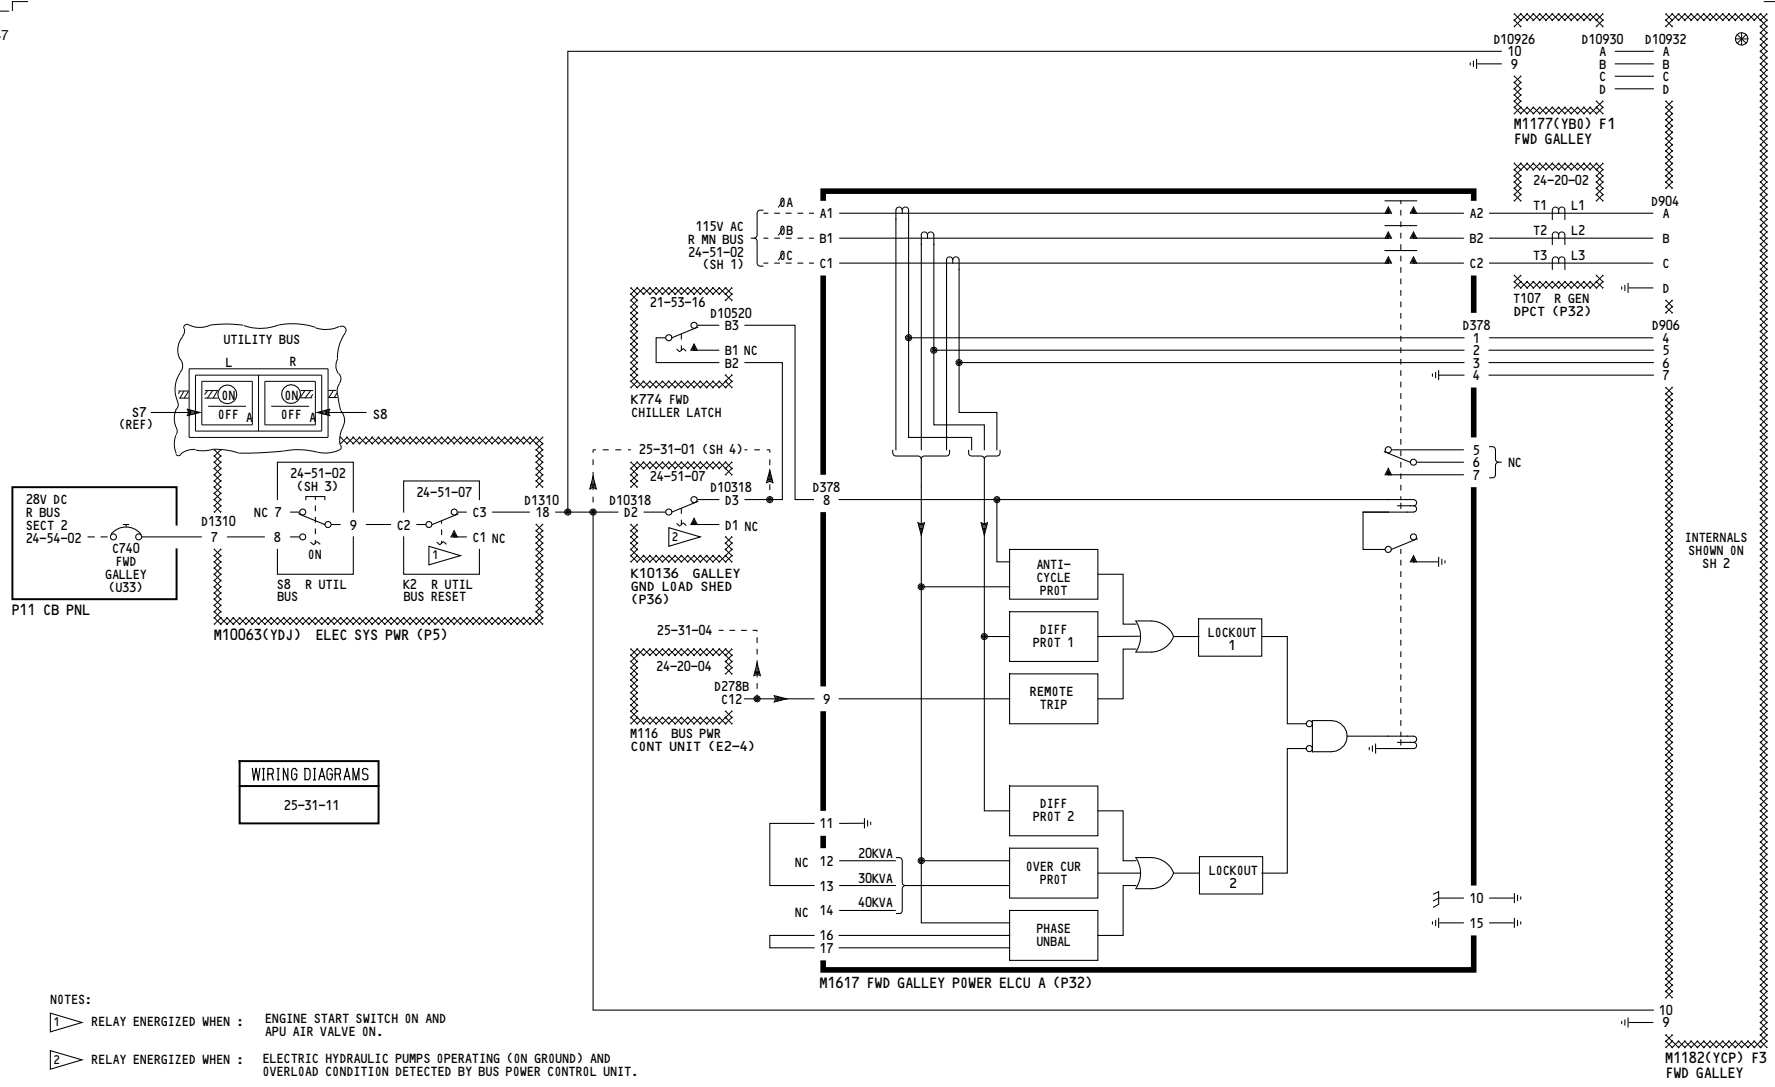 47
D10926
D10930
D10932
10
9
A
B
C
D
A
B
C
D
M1177(YB0) F1
FWD GALLEY
24-20-02
T1 L1
T2 L2
T3 L3
T107 R GEN
DPCT (P32)
D904
A
B
C
D
D906
4
5
6
7
115V AC
R MN BUS
24-51-02
(SH 1)
ØA
ØB
ØC
A1
B1
C1
A2
B2
C2
D378
1
2
3
4
5
6
7
NC
21-53-16
D10520
B3
B1 NC
B2
K774 FWD
CHILLER LATCH
UTILITY BUS
L R
ON
OFF A
ON
OFF A
S7
(REF)
S8
28V DC
R BUS
SECT 2
24-54-02
C740
FWD
GALLEY
(U33)
P11 CB PNL
D1310
7
24-51-02
(SH 3)
NC 7
8
9
ON
S8 R UTIL
BUS
24-51-07
C2
C3
C1 NC
1
K2 R UTIL
BUS RESET
D1310
18
M10063(YDJ) ELEC SYS PWR (P5)
25-31-01 (SH 4)
24-51-07
D10318
D2
D10318
D3
D1 NC
2
K10136 GALLEY
GND LOAD SHED
(P36)
25-31-04
24-20-04
D278B
C12
M116 BUS PWR
CONT UNIT (E2-4)
D378
8
9
ANTI-
CYCLE
PROT
DIFF
PROT 1
REMOTE
TRIP
LOCKOUT
1
DIFF
PROT 2
OVER CUR
PROT
PHASE
UNBAL
LOCKOUT
2
11
NC 12 20KVA
13 30KVA
NC 14 40KVA
16
17
10
15
M1617 FWD GALLEY POWER ELCU A (P32)
INTERNALS
SHOWN ON
SH 2
10
9
M1182(YCP) F3
FWD GALLEY
WIRING DIAGRAMS
25-31-11
NOTES:
1 RELAY ENERGIZED WHEN : ENGINE START SWITCH ON AND
APU AIR VALVE ON.
2 RELAY ENERGIZED WHEN : ELECTRIC HYDRAULIC PUMPS OPERATING (ON GROUND) AND
OVERLOAD CONDITION DETECTED BY BUS POWER CONTROL UNIT.